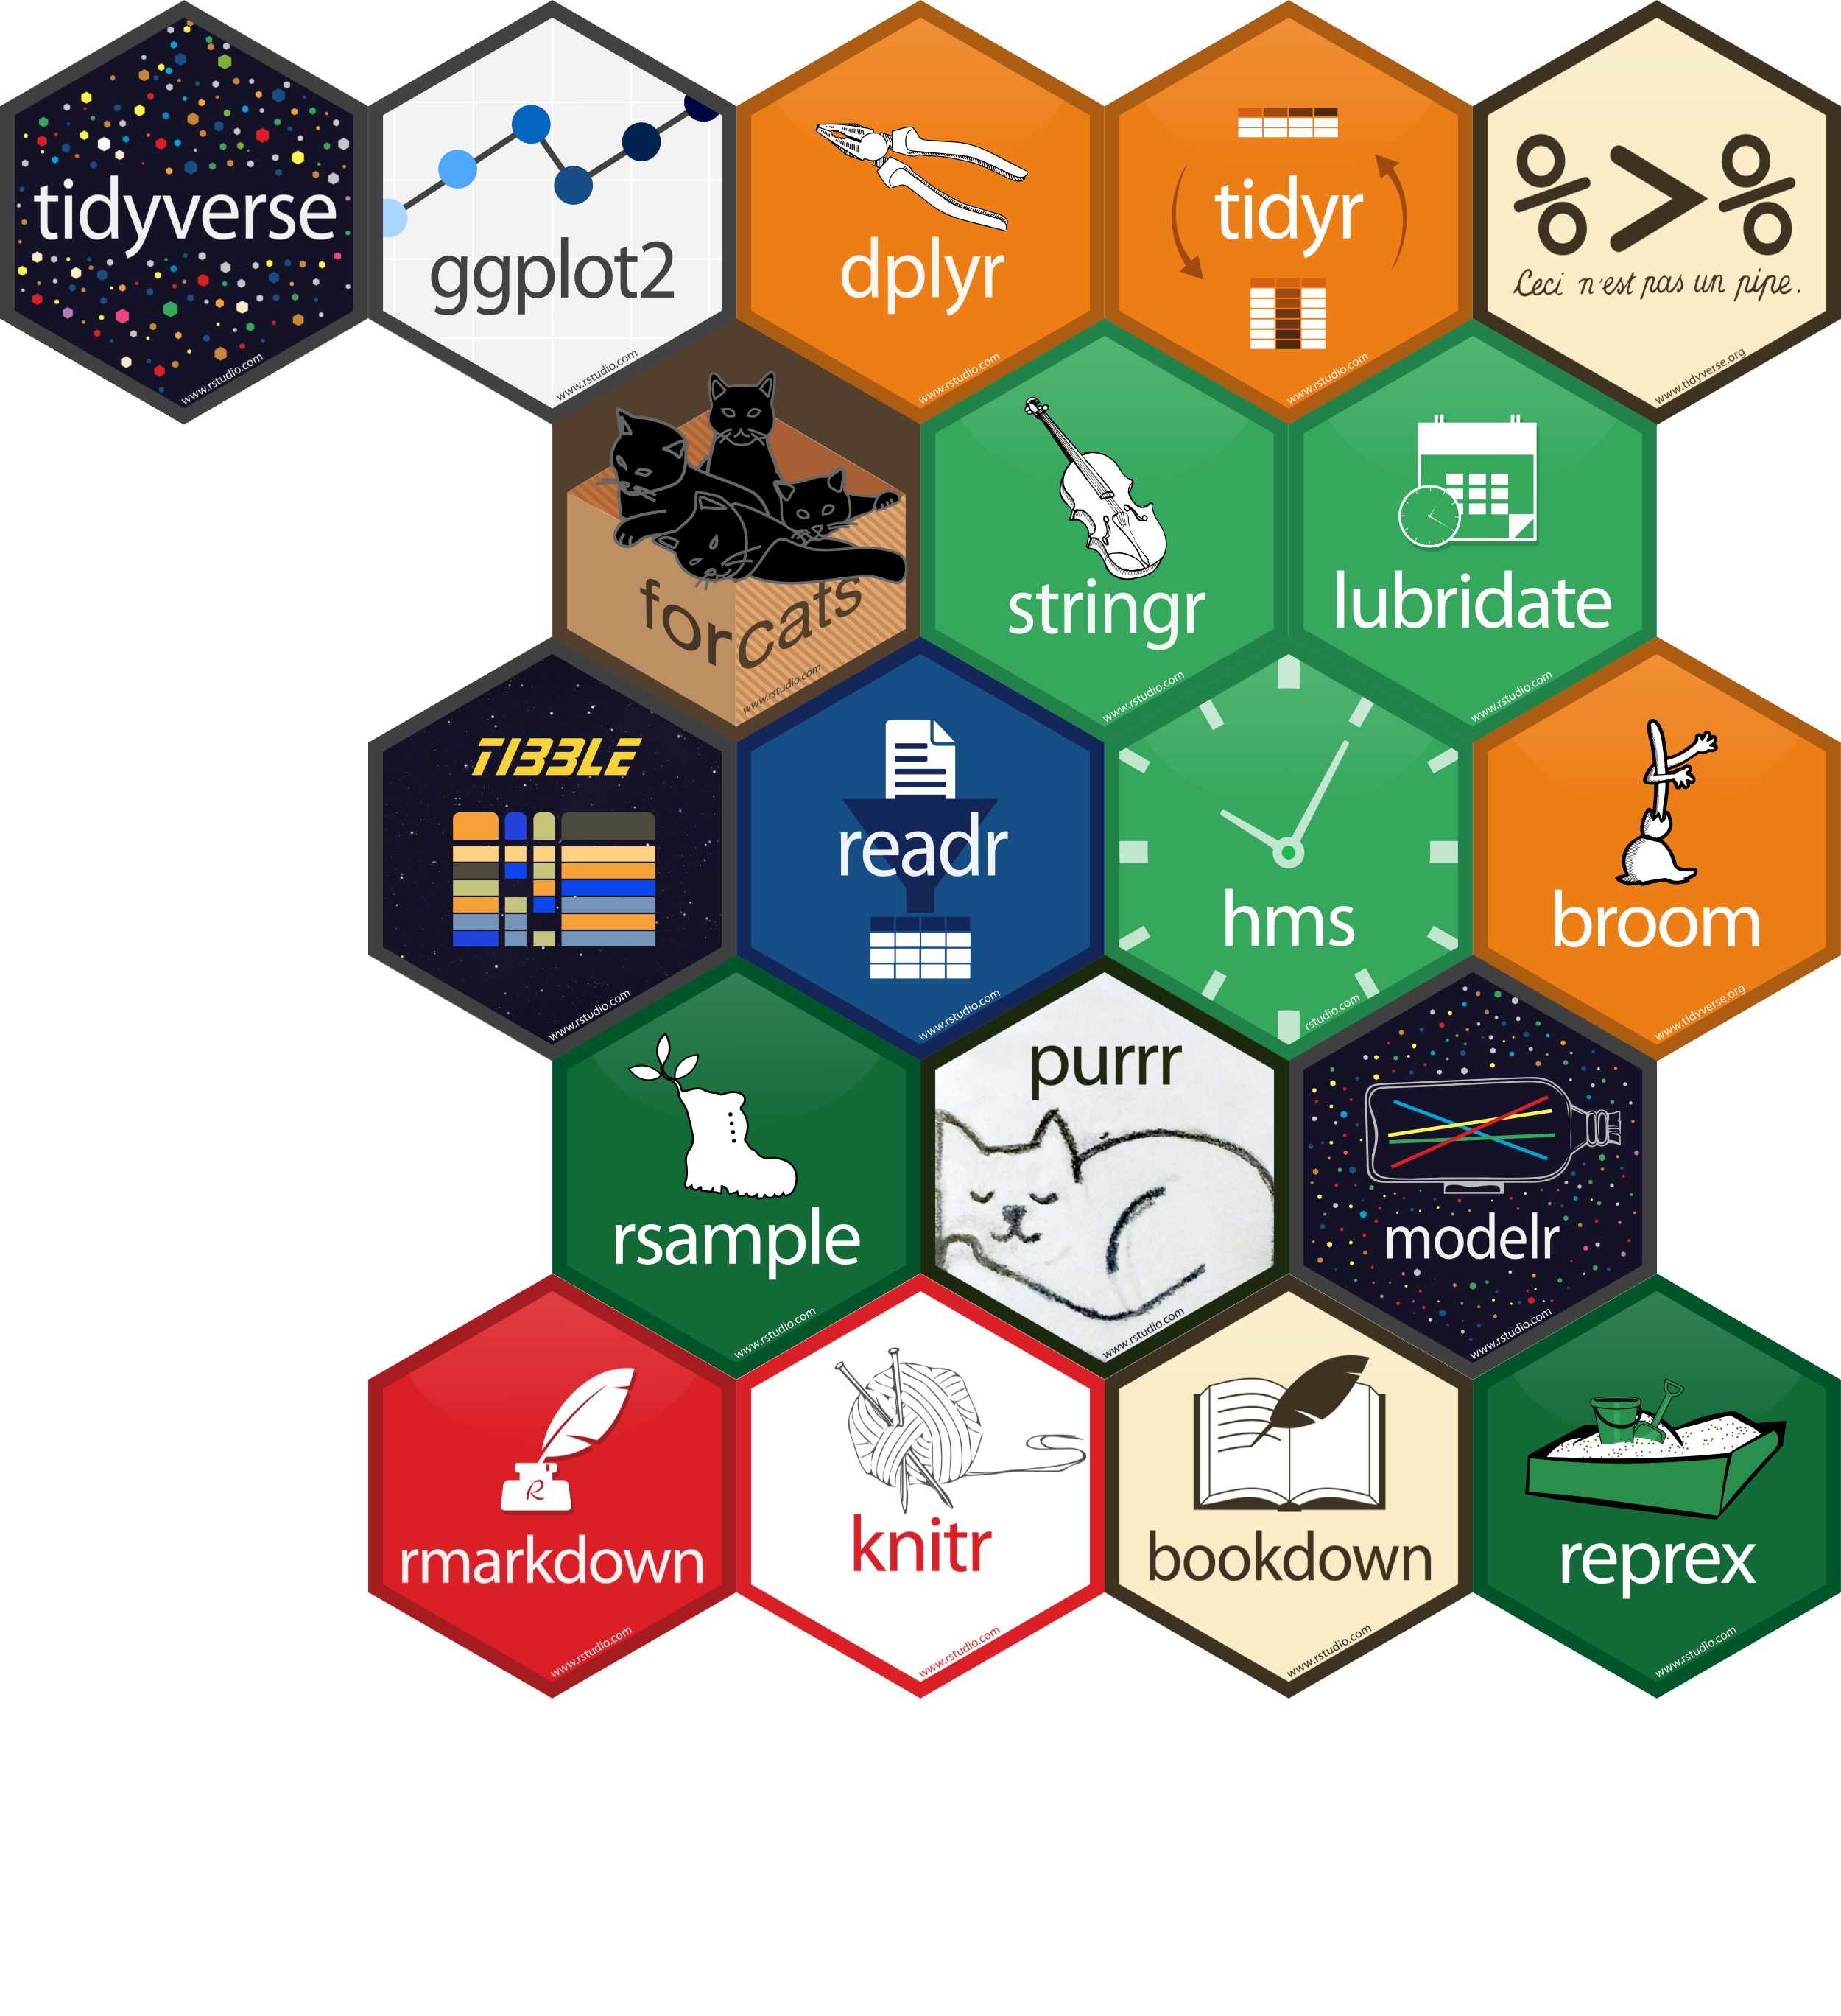 tidyverse
www.rstudio.com
ggplot2
www.rstudio.com
dplyr
www.rstudio.com
tidyr
www.rstudio.com
%>%
Ceci n'est pas un pipe.
www.tidyverse.org
forcats
www.rstudio.com
stringr
www.rstudio.com
lubridate
www.rstudio.com
TIBBLE
www.rstudio.com
readr
www.rstudio.com
hms
rstudio.com
broom
www.tidyverse.org
rsample
www.rstudio.com
purrr
www.rstudio.com
modelr
www.rstudio.com
R
rmarkdown
www.rstudio.com
knitr
www.rstudio.com
bookdown
www.rstudio.com
reprex
www.rstudio.com